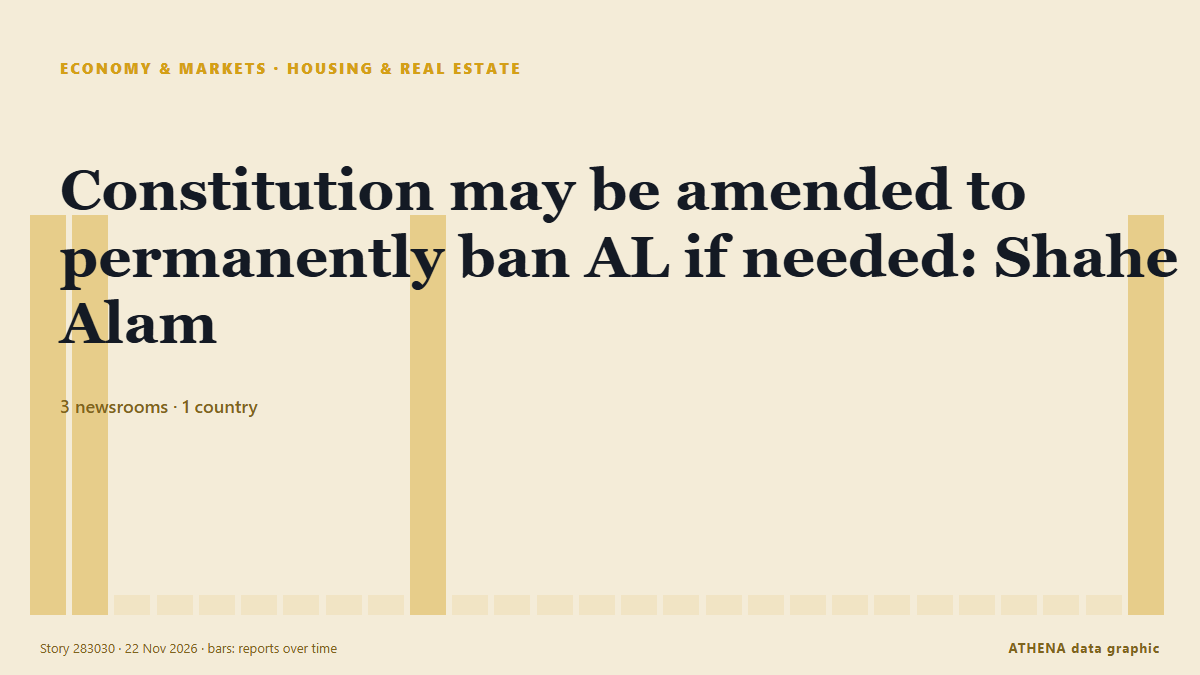 ECONOMY & MARKETS · HOUSING & REAL ESTATE
Constitution may be amended to
permanently ban AL if needed: Shahe
Alam
3 newsrooms · 1 country
Story 283030 · 22 Nov 2026 · bars: reports over time
ATHENA data graphic